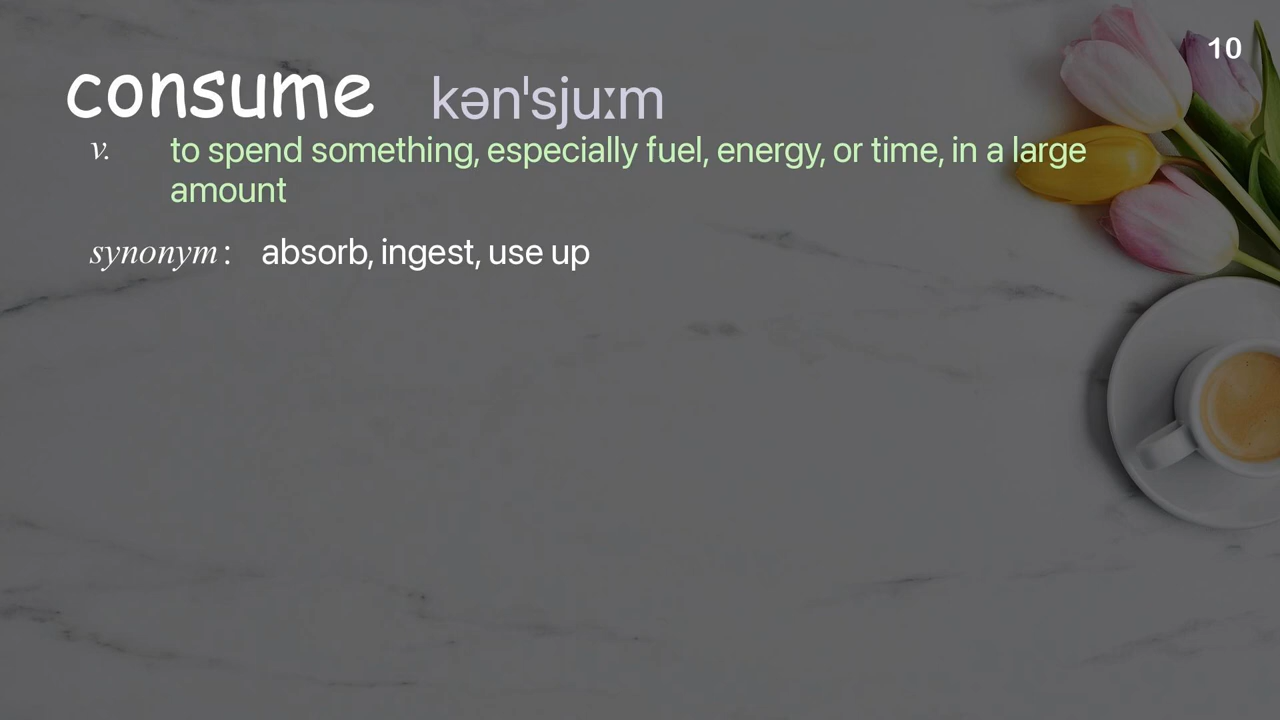 10
consume kən'sjuːm
v. to spend something, especially fuel, energy, or time, in a large
amount
synonym : absorb, ingest, use up